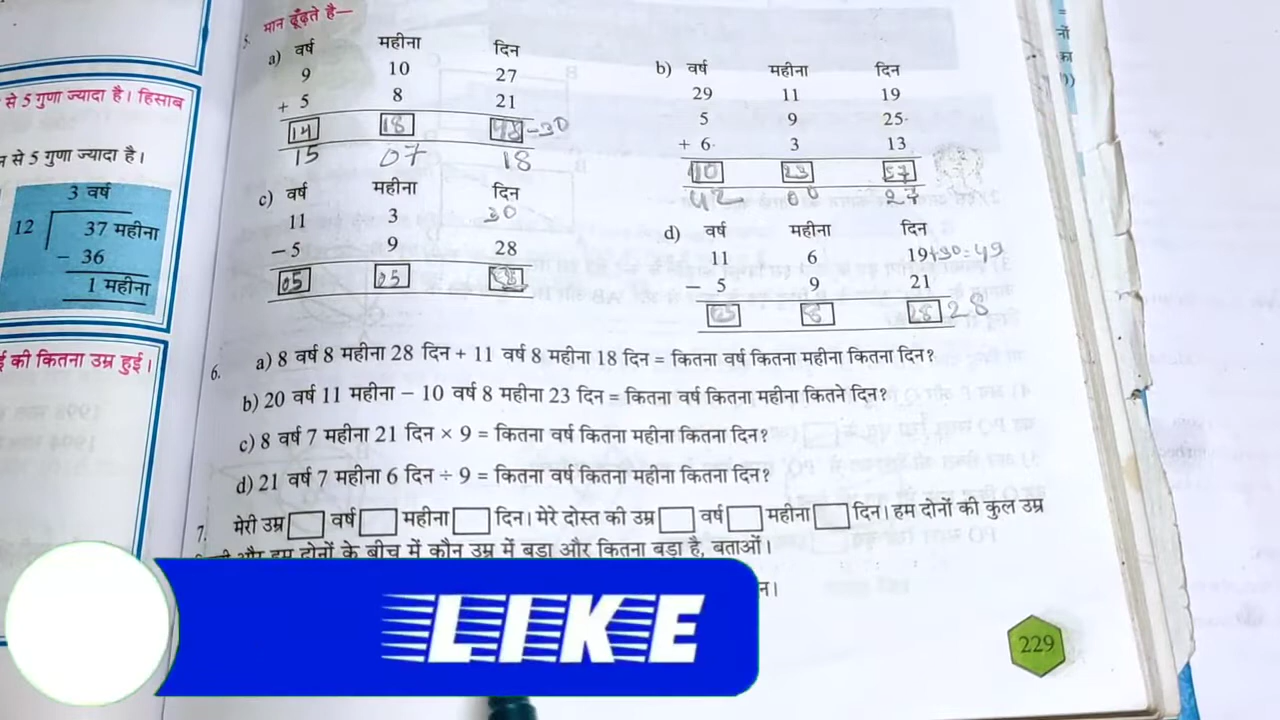 से 5 गुणा ज्यादा है। हिसाब
से 5 गुणा ज्यादा है।
3 वर्ष
12 37 महीना
− 36
1 महीना
की कितना उम्र हुई।
मान ढूँढ़ते है—
a) वर्ष महीना दिन
9 10 27
+ 5 8 21
14 18 48 -30
15 07 18
b) वर्ष महीना दिन
29 11 19
5 9 25
+ 6 3 13
23 57
42 27
c) वर्ष महीना दिन
11 3 30
− 5 9 28
05 05
d) वर्ष महीना दिन
11 6 19+30-49
− 5 9 21
8 28 28
6. a) 8 वर्ष 8 महीना 28 दिन + 11 वर्ष 8 महीना 18 दिन = कितना वर्ष कितना महीना कितना दिन?
b) 20 वर्ष 11 महीना − 10 वर्ष 8 महीना 23 दिन = कितना वर्ष कितना महीना कितने दिन?
c) 8 वर्ष 7 महीना 21 दिन × 9 = कितना वर्ष कितना महीना कितना दिन?
d) 21 वर्ष 7 महीना 6 दिन ÷ 9 = कितना वर्ष कितना महीना कितना दिन?
7. मेरी उम्र वर्ष महीना दिन। मेरे दोस्त की उम्र वर्ष महीना दिन। हम दोनों की कुल उम्र
और हम दोनों के बीच में कौन उम्र में बड़ा और कितना बड़ा है, बताओं।
LIKE
229